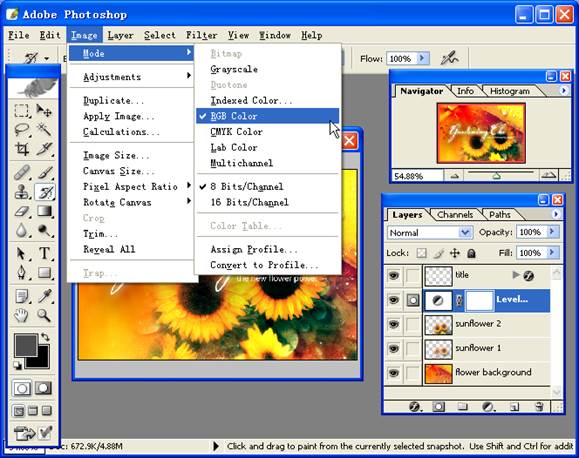 Adobe Photoshop
File Edit Image Layer Select Filter View Window Help
Flow: 100%
Mode
Adjustments
Duplicate...
Apply Image...
Calculations...
Image Size...
Canvas Size...
Pixel Aspect Ratio
Rotate Canvas
Crop
Trim...
Reveal All
Trap...
Bitmap
Grayscale
Duotone
Indexed Color...
RGB Color
CMYK Color
Lab Color
Multichannel
8 Bits/Channel
16 Bits/Channel
Color Table...
Assign Profile...
Convert to Profile...
the new flower power
Navigator Info Histogram
54.88%
Layers Channels Paths
Normal Opacity: 100%
Lock: Fill: 100%
title
Level...
sunflower 2
sunflower 1
flower background
Doc: 672.9K/4.88M Click and drag to paint from the currently selected snapshot. Use Shift and Ctrl for addit